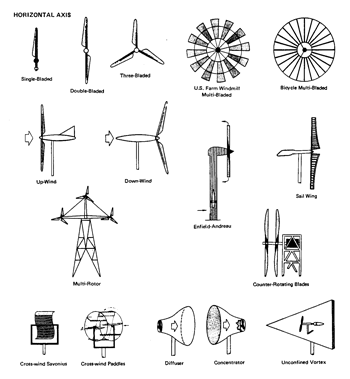 HORIZONTAL AXIS
Single-Bladed
Double-Bladed
Three-Bladed
U.S. Farm Windmill
Multi-Bladed
Bicycle Multi-Bladed
Up-Wind
Down-Wind
Enfield-Andreau
Sail Wing
Multi-Rotor
Counter-Rotating Blades
Cross-wind Savonius
Cross-wind Paddles
Diffuser
Concentrator
Unconfined Vortex